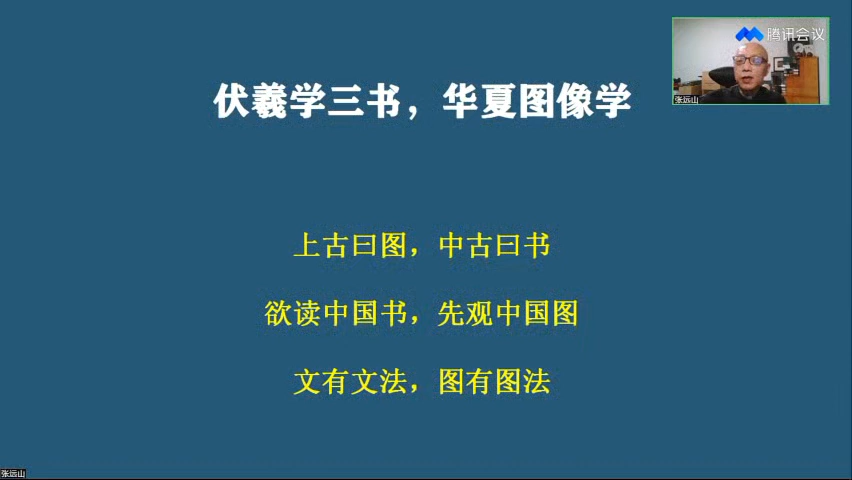 腾讯会议
张远山
伏羲学三书，华夏图像学
上古曰图，中古曰书
欲读中国书，先观中国图
文有文法，图有图法
张远山